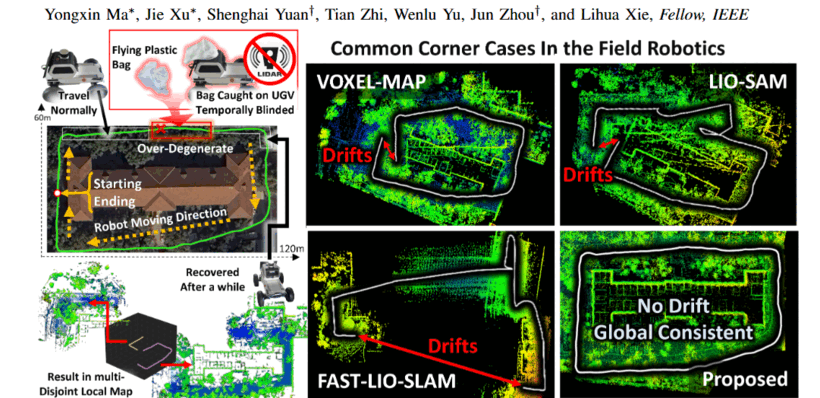 Yongxin Ma*, Jie Xu*, Shenghai Yuan†, Tian Zhi, Wenlu Yu, Jun Zhou†, and Lihua Xie, Fellow, IEEE
Common Corner Cases In the Field Robotics
Flying Plastic
Bag
LIDAR
Travel
Normally
Bag Caught on UGV
Temporally Blinded
60m
Over-Degenerate
Starting
Ending
Robot Moving Direction
120m
Recovered
After a while
Result in multi-
Disjoint Local Map
VOXEL-MAP
Drifts
LIO-SAM
Drifts
FAST-LIO-SLAM
Drifts
No Drift
Global Consistent
Proposed